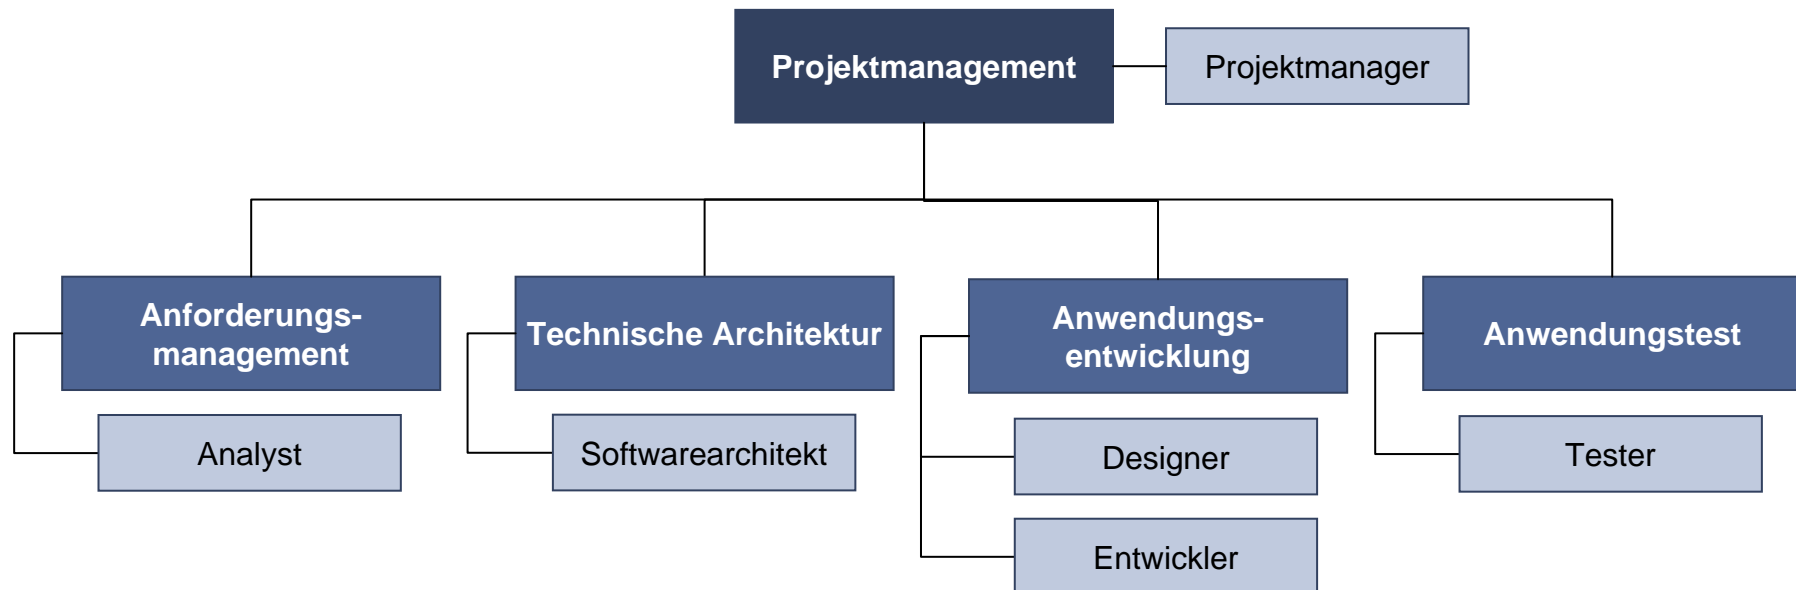 Projektmanagement
Projektmanager
Anforderungs-
management
Technische Architektur
Anwendungs-
entwicklung
Anwendungstest
Analyst
Softwarearchitekt
Designer
Tester
Entwickler